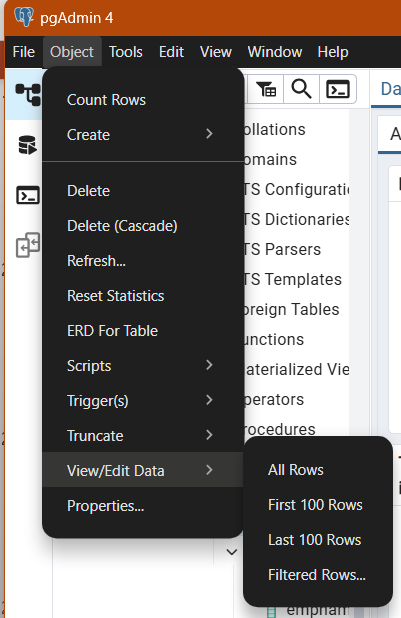 pgAdmin 4
File Object Tools Edit View Window Help
Count Rows
Create
Delete
Delete (Cascade)
Refresh...
Reset Statistics
ERD For Table
Scripts
Trigger(s)
Truncate
View/Edit Data
Properties...
All Rows
First 100 Rows
Last 100 Rows
Filtered Rows...
Da
A
ollations
omains
TS Configuratio
TS Dictionaries
TS Parsers
TS Templates
oreign Tables
unctions
aterialized Vie
perators
rocedures